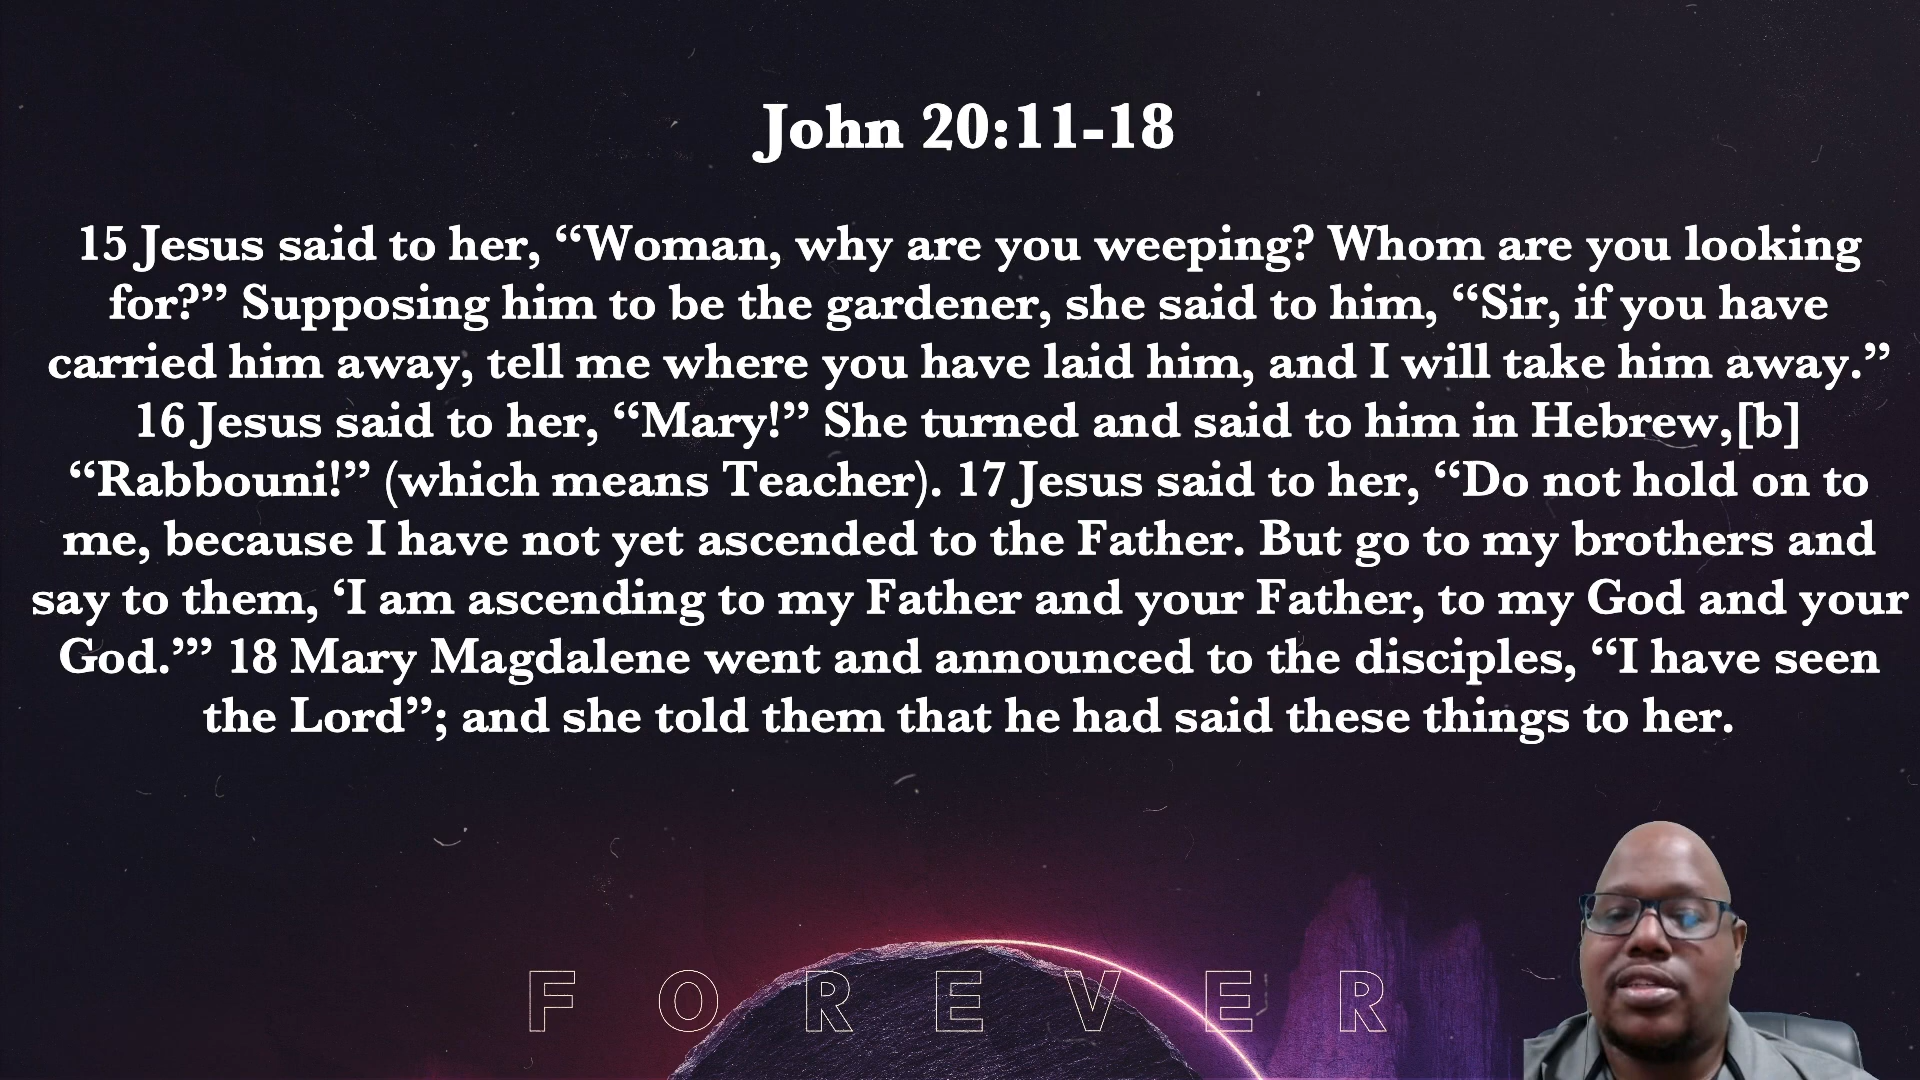 John 20:11-18
15 Jesus said to her, “Woman, why are you weeping? Whom are you looking
for?” Supposing him to be the gardener, she said to him, “Sir, if you have
carried him away, tell me where you have laid him, and I will take him away.”
16 Jesus said to her, “Mary!” She turned and said to him in Hebrew,[b]
“Rabbouni!” (which means Teacher). 17 Jesus said to her, “Do not hold on to
me, because I have not yet ascended to the Father. But go to my brothers and
say to them, ‘I am ascending to my Father and your Father, to my God and your
God.’” 18 Mary Magdalene went and announced to the disciples, “I have seen
the Lord”; and she told them that he had said these things to her.
FOREVER